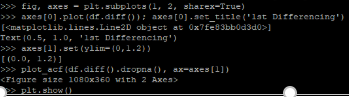 >>> fig, axes = plt.subplots(1, 2, sharex=True)
>>> axes[0].plot(df.diff()); axes[0].set_title('1st Differencing')
[<matplotlib.lines.Line2D object at 0x7fe83bb0d3d0>]
Text(0.5, 1.0, '1st Differencing')
>>> axes[1].set(ylim=(0,1.2))
[(0.0, 1.2)]
>>> plot_acf(df.diff().dropna(), ax=axes[1])
<Figure size 1080x360 with 2 Axes>
>>> plt.show()